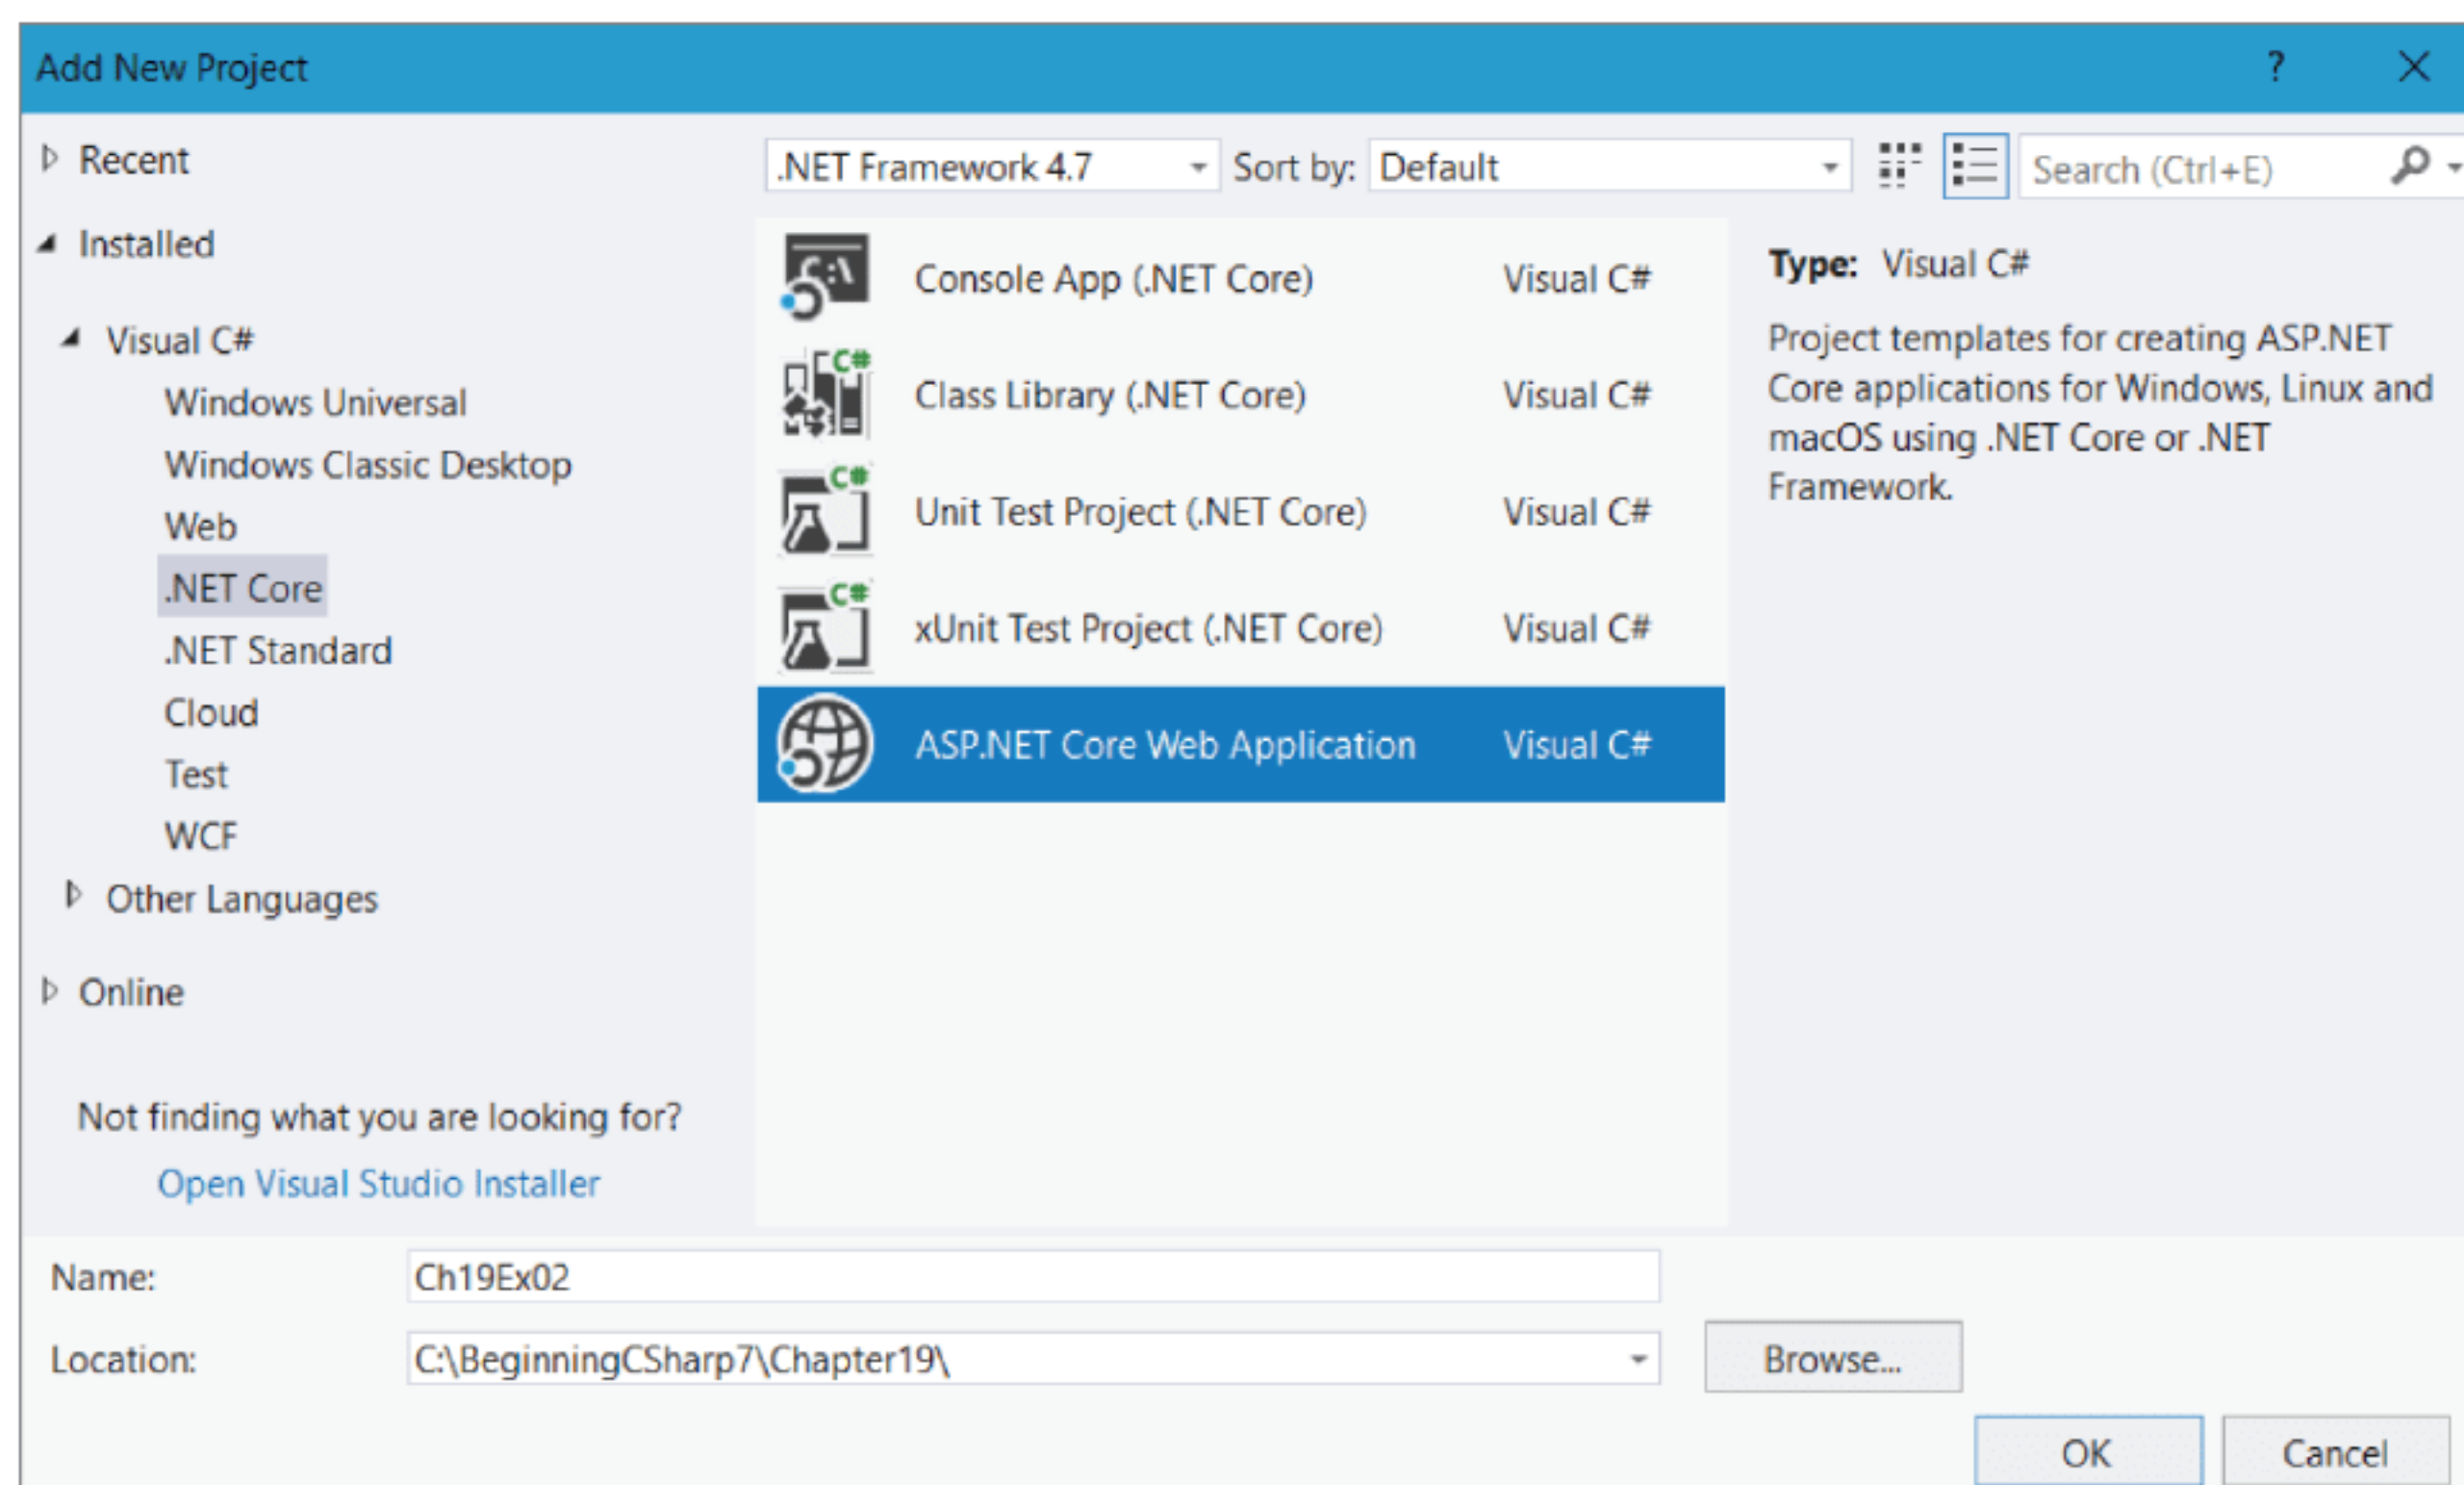 Add New Project
?
Recent
Installed
Visual C#
Windows Universal
Windows Classic Desktop
Web
.NET Core
.NET Standard
Cloud
Test
WCF
Other Languages
Online
Not finding what you are looking for?
Open Visual Studio Installer
.NET Framework 4.7
Sort by: Default
Search (Ctrl+E)
Console App (.NET Core) Visual C#
Class Library (.NET Core) Visual C#
Unit Test Project (.NET Core) Visual C#
xUnit Test Project (.NET Core) Visual C#
ASP.NET Core Web Application Visual C#
Type: Visual C#
Project templates for creating ASP.NET
Core applications for Windows, Linux and
macOS using .NET Core or .NET
Framework.
Name: Ch19Ex02
Location: C:\BeginningCSharp7\Chapter19\
Browse...
OK Cancel